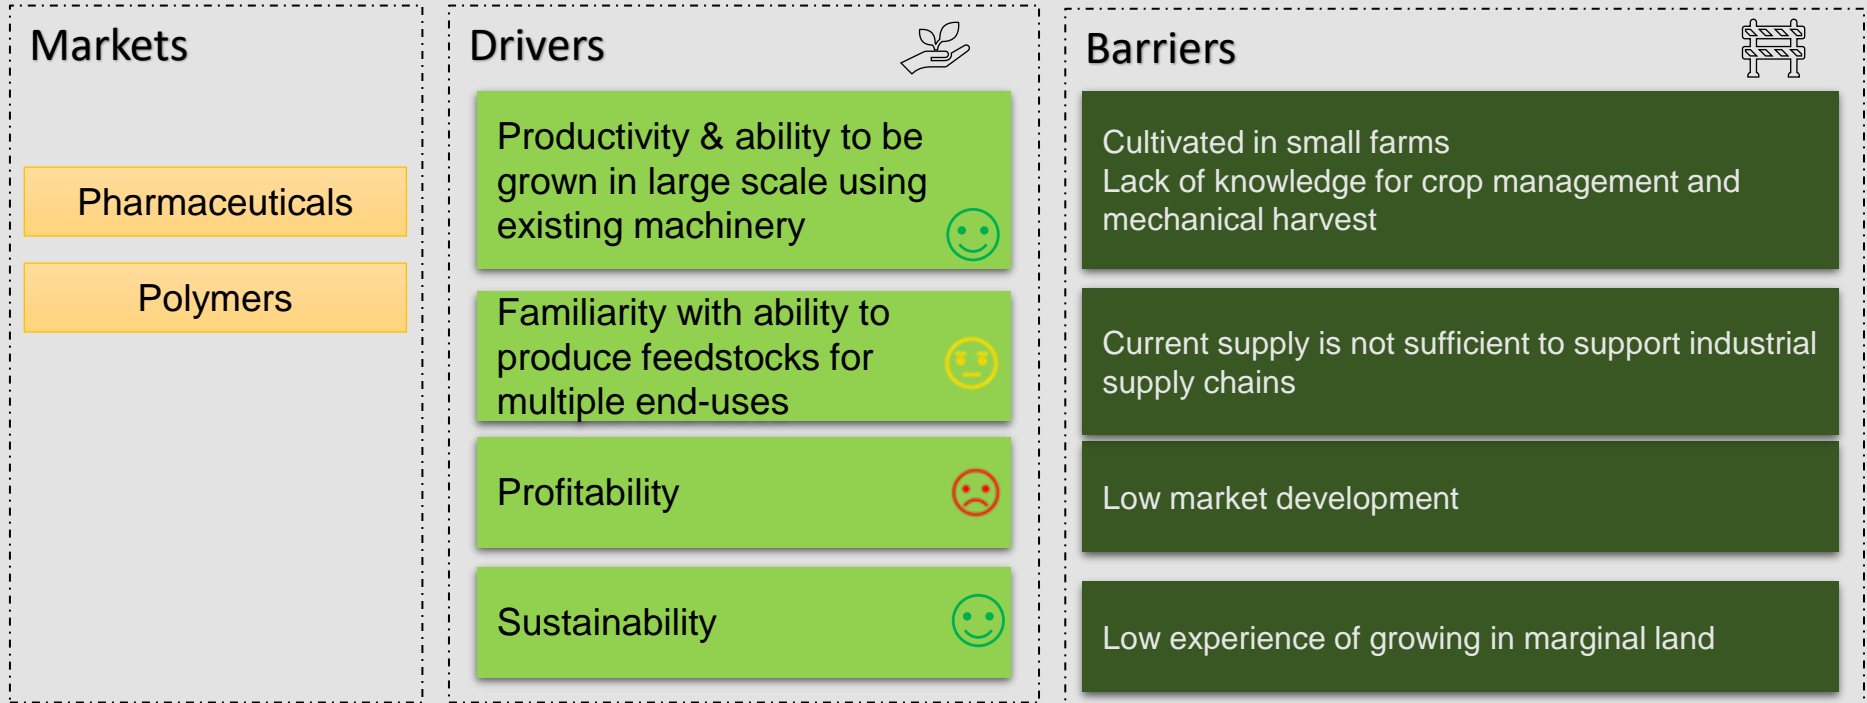 Markets
Pharmaceuticals
Polymers
Drivers
Productivity & ability to be
grown in large scale using
existing machinery
Familiarity with ability to
produce feedstocks for
multiple end-uses
Profitability
Sustainability
Barriers
Cultivated in small farms
Lack of knowledge for crop management and
mechanical harvest
Current supply is not sufficient to support industrial
supply chains
Low market development
Low experience of growing in marginal land